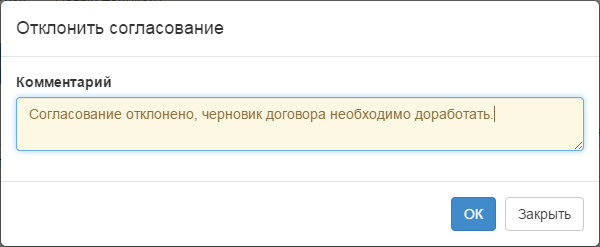 Отклонить согласование
Комментарий
Согласование отклонено, черновик договора необходимо доработать.
ОК
Закрыть